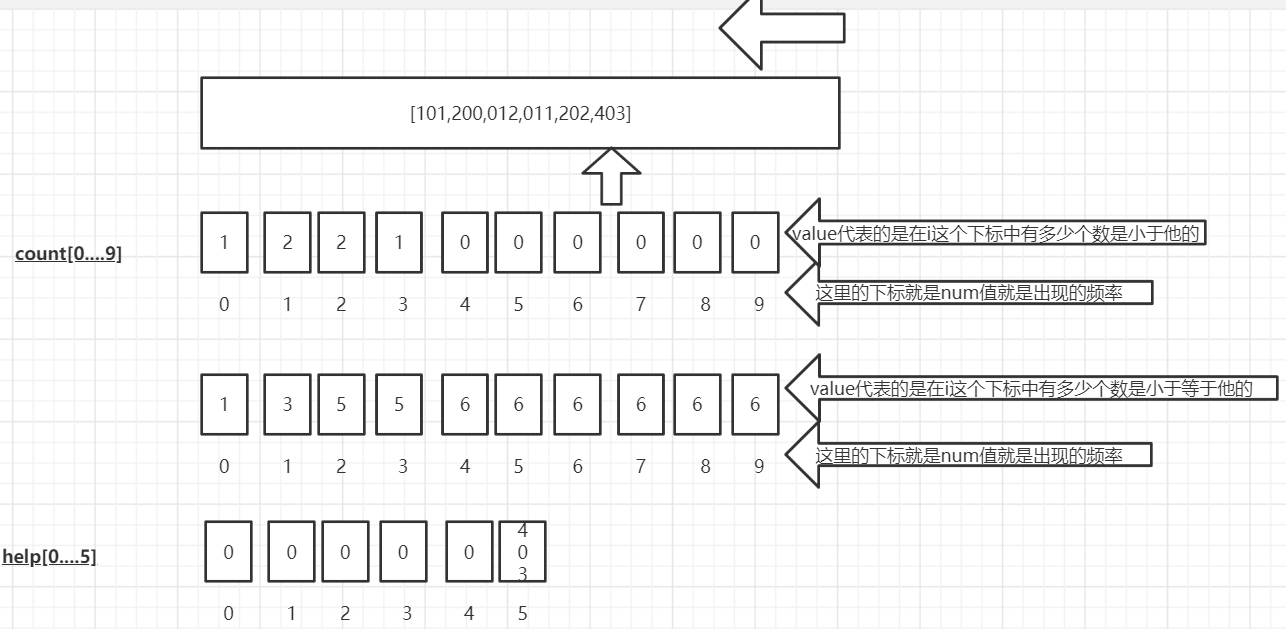 [101,200,012,011,202,403]
count[0....9]
1 2 2 1 0 0 0 0 0 0
value代表的是在i这个下标中有多少个数是小于他的
0 1 2 3 4 5 6 7 8 9
这里的下标就是num值就是出现的频率
1 3 5 5 6 6 6 6 6 6
value代表的是在i这个下标中有多少个数是小于等于他的
0 1 2 3 4 5 6 7 8 9
这里的下标就是num值就是出现的频率
help[0....5]
0 0 0 0 0 403
0 1 2 3 4 5